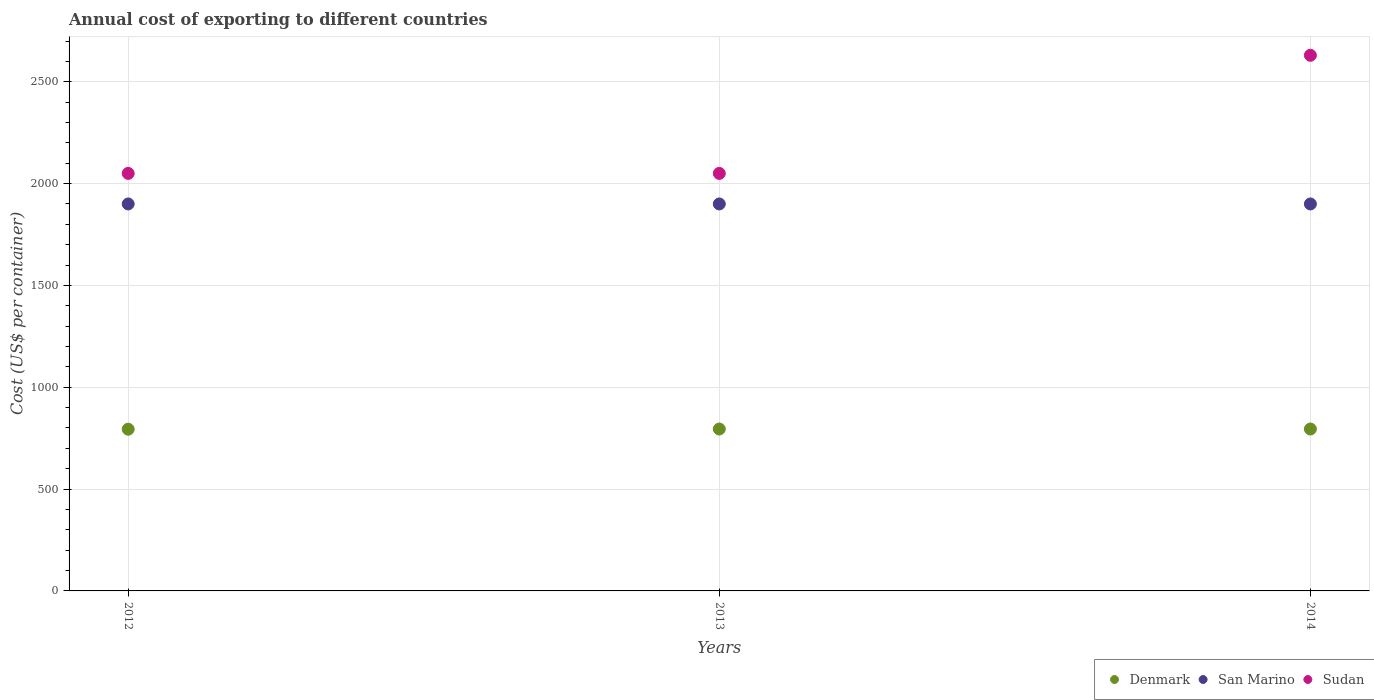 Annual cost of exporting to different countries
Cost (US$ per container)
2500
2000
1500
1000
500
0
2012
2013
2014
Years
Denmark
San Marino
Sudan